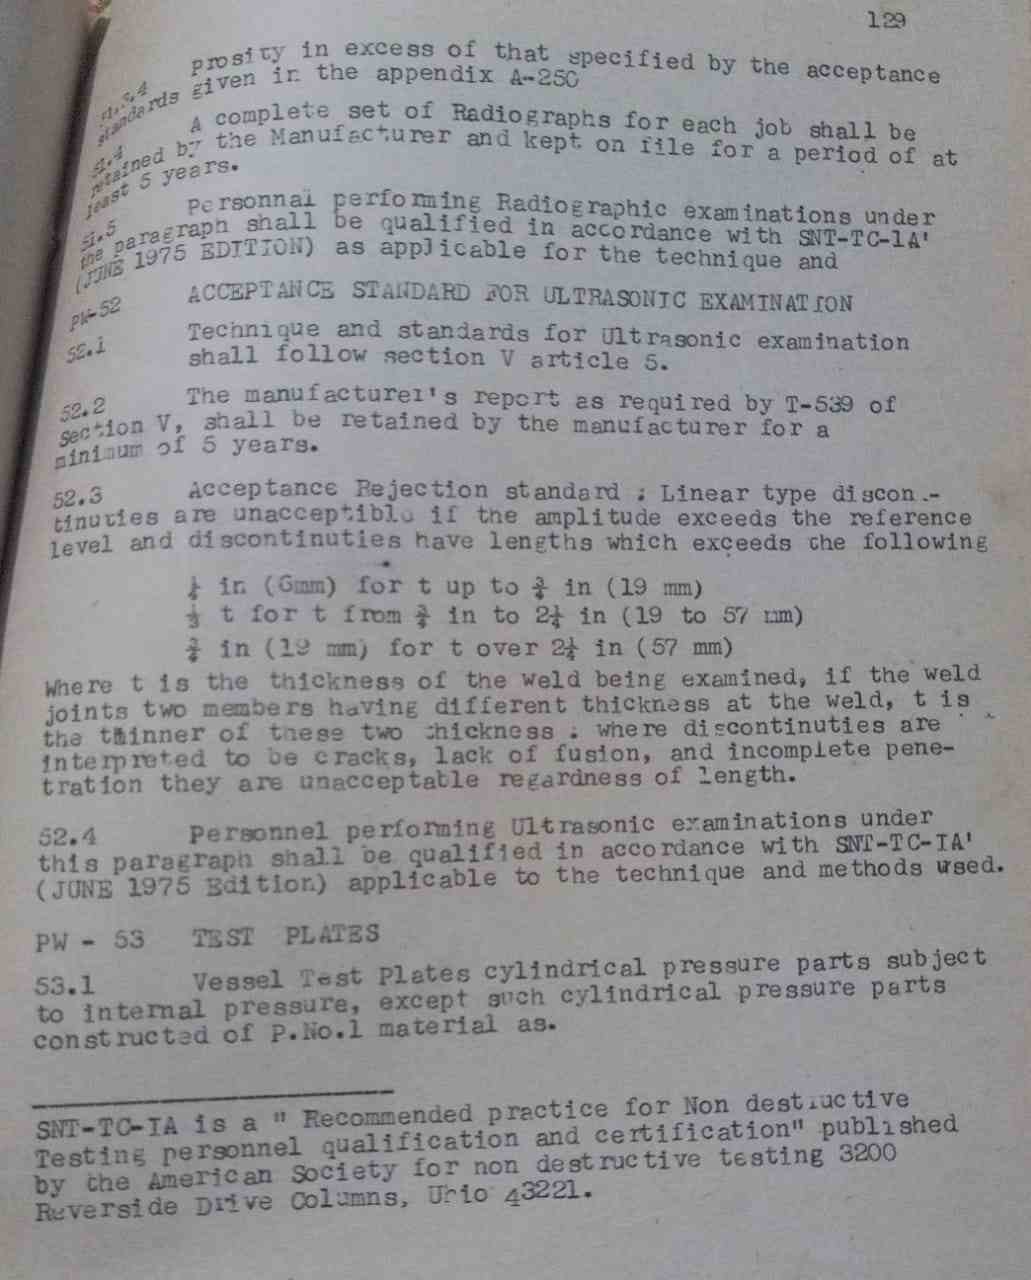 129
51.3.4 prosity in excess of that specified by the acceptance
standards given in the appendix A-250
51.4 A complete set of Radiographs for each job shall be
retained by the Manufacturer and kept on file for a period of at
least 5 years.
51.5 Personnal performing Radiographic examinations under
the paragraph shall be qualified in accordance with SNT-TC-1A'
(JUNE 1975 EDITION) as applicable for the technique and
PW-52 ACCEPTANCE STANDARD FOR ULTRASONIC EXAMINATION
52.1 Technique and standards for Ultrasonic examination
shall follow section V article 5.
52.2 The manufacturer's report as required by T-539 of
Section V, shall be retained by the manufacturer for a
minimum of 5 years.
52.3 Acceptance Rejection standard : Linear type discon.-
tinuties are unacceptible if the amplitude exceeds the reference
level and discontinuties have lengths which exceeds the following
¼ in (6mm) for t up to ¾ in (19 mm)
⅓ t for t from ¾ in to 2¼ in (19 to 57 mm)
¾ in (19 mm) for t over 2¼ in (57 mm)
Where t is the thickness of the weld being examined, if the weld
joints two members having different thickness at the weld, t is
the thinner of these two thickness : where discontinuties are
interpreted to be cracks, lack of fusion, and incomplete pene-
tration they are unacceptable regardness of length.
52.4 Personnel performing Ultrasonic examinations under
this paragraph shall be qualified in accordance with SNT-TC-IA'
(JUNE 1975 Edition) applicable to the technique and methods used.
PW - 53 TEST PLATES
53.1 Vessel Test Plates cylindrical pressure parts subject
to internal pressure, except such cylindrical pressure parts
constructed of P.No.1 material as.
SNT-TC-IA is a " Recommended practice for Non destructive
Testing personnel qualification and certification" published
by the American Society for non destructive testing 3200
Reverside Drive Columns, Ohio 43221.